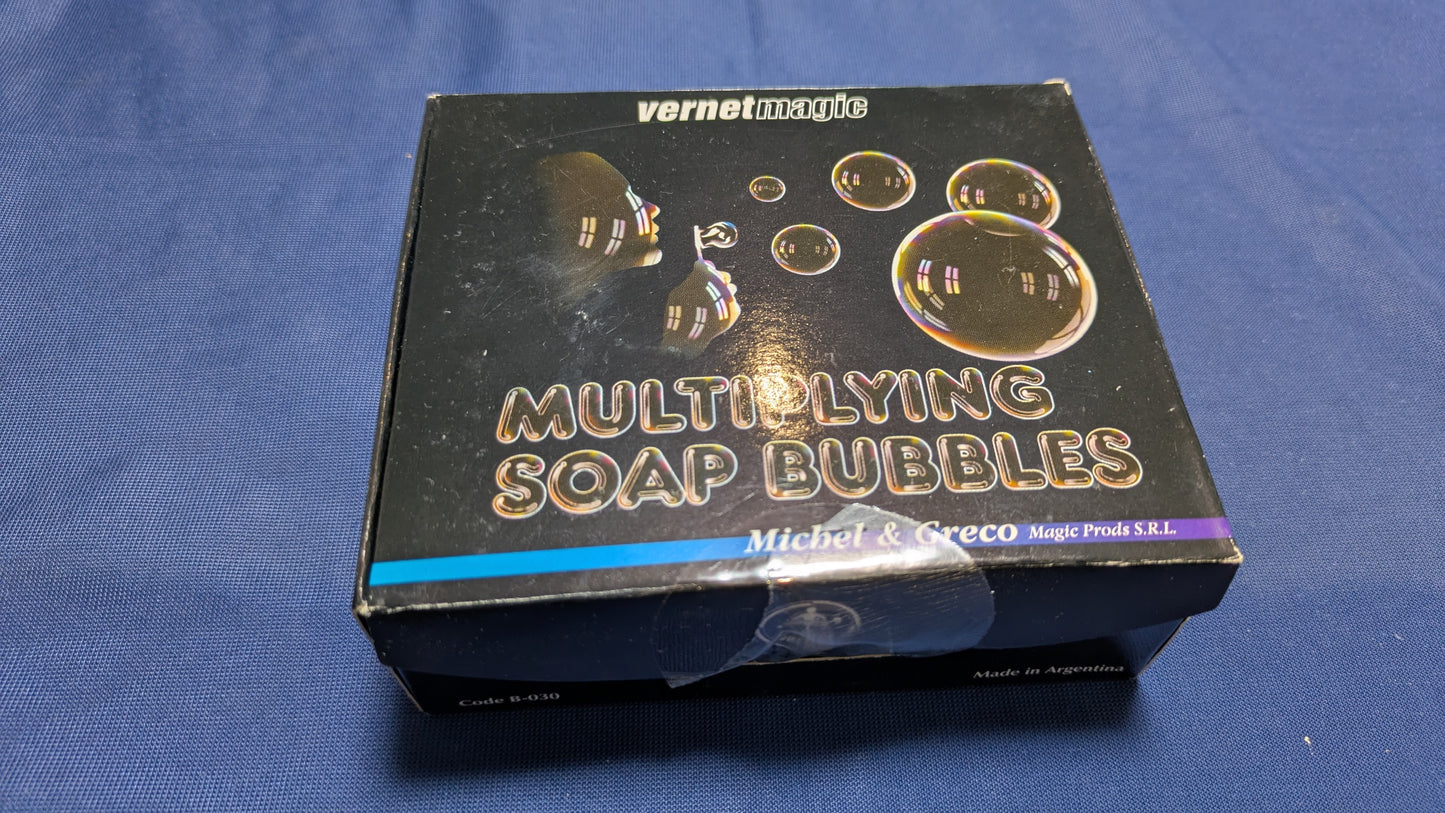 vernetmagic
MULTIPLYING
SOAP BUBBLES
Michel & Greco Magic Prods S.R.L.
Code B-030
Made in Argentina